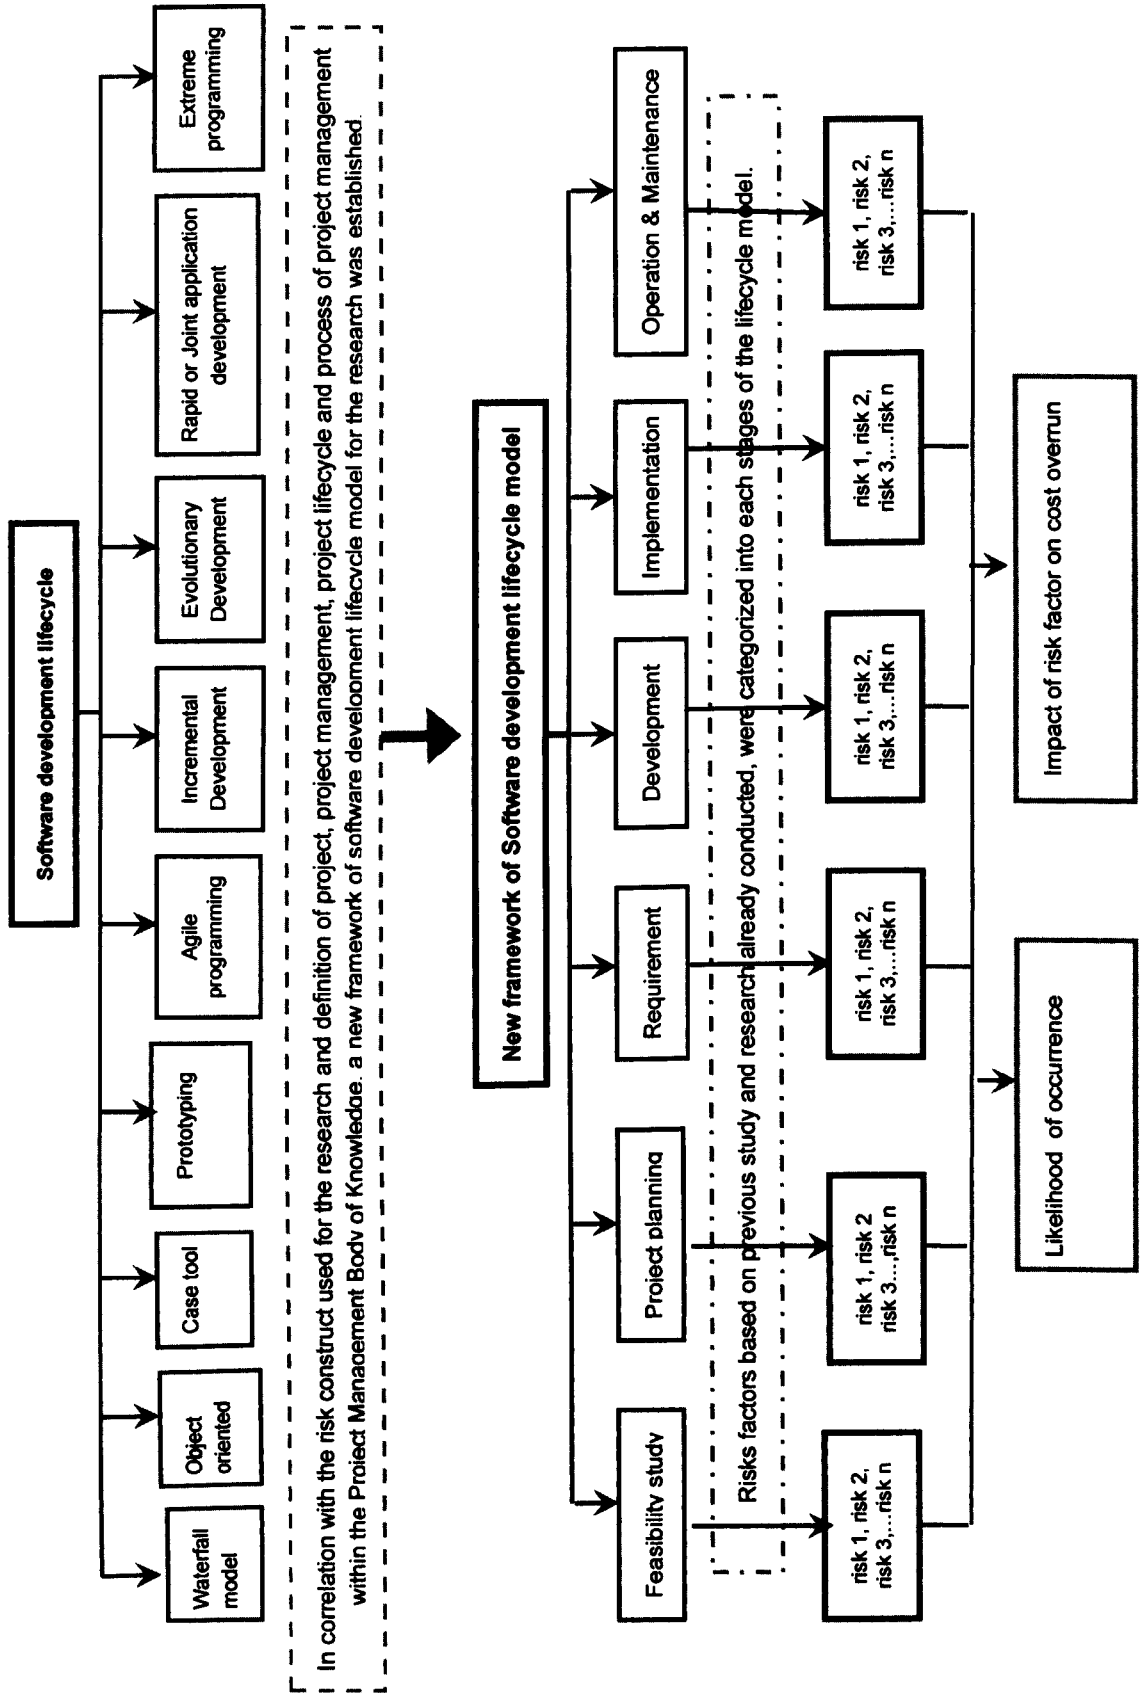 Software development lifecycle
Waterfall
model
Object
oriented
Case tool
Prototyping
Agile
programming
Incremental
Development
Evolutionary
Development
Rapid or Joint application
development
Extreme
programming
In correlation with the risk construct used for the research and definition of project, project management, project lifecycle and process of project management
within the Project Management Body of Knowledge, a new framework of software development lifecycle model for the research was established.
New framework of Software development lifecycle model
Feasibility study
Project planning
Requirement
Development
Implementation
Operation & Maintenance
Risks factors based on previous study and research already conducted, were categorized into each stages of the lifecycle model.
risk 1, risk 2,
risk 3,...risk n
risk 1, risk 2
risk 3...,risk n
risk 1, risk 2,
risk 3,...risk n
risk 1, risk 2,
risk 3,...risk n
risk 1, risk 2,
risk 3,...risk n
risk 1, risk 2,
risk 3,...risk n
Likelihood of occurrence
Impact of risk factor on cost overrun